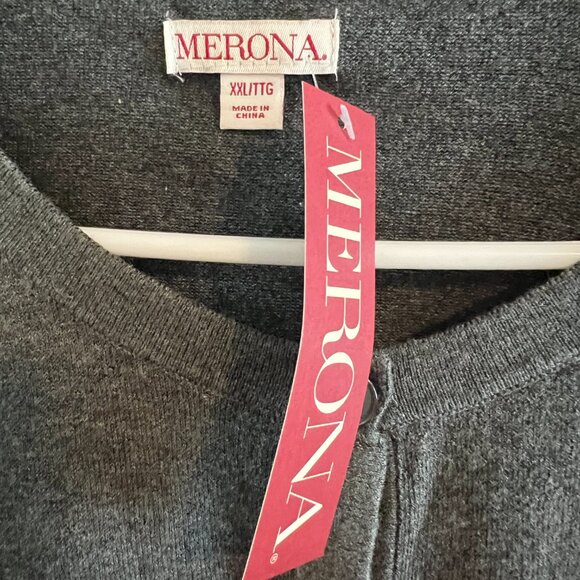 MERONA.
XXL/TTG
MADE IN
CHINA
MERONA®